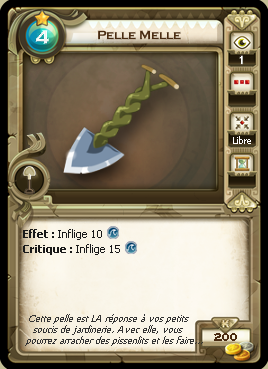 4
PELLE MELLE
1
Libre
Effet : Inflige 10
Critique : Inflige 15
Cette pelle est LA réponse à vos petits
soucis de jardinerie. Avec elle, vous
pourrez arracher des pissenlits et les faire
200